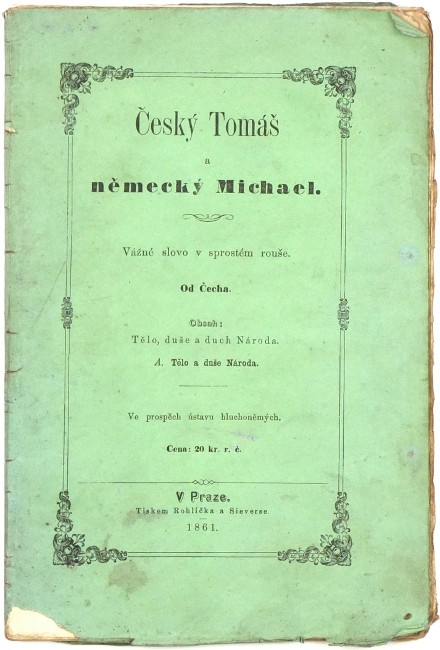 Český Tomáš
a
německý Michael.
Vážné slovo v sprostém rouše.
Od Čecha.
Obsah:
Tělo, duše a duch Národa.
A. Tělo a duše Národa.
Ve prospěch ústavu hluchoněmých.
Cena: 20 kr. r. č.
V Praze.
Tiskem Rohlíčka a Sieverse.
1861.